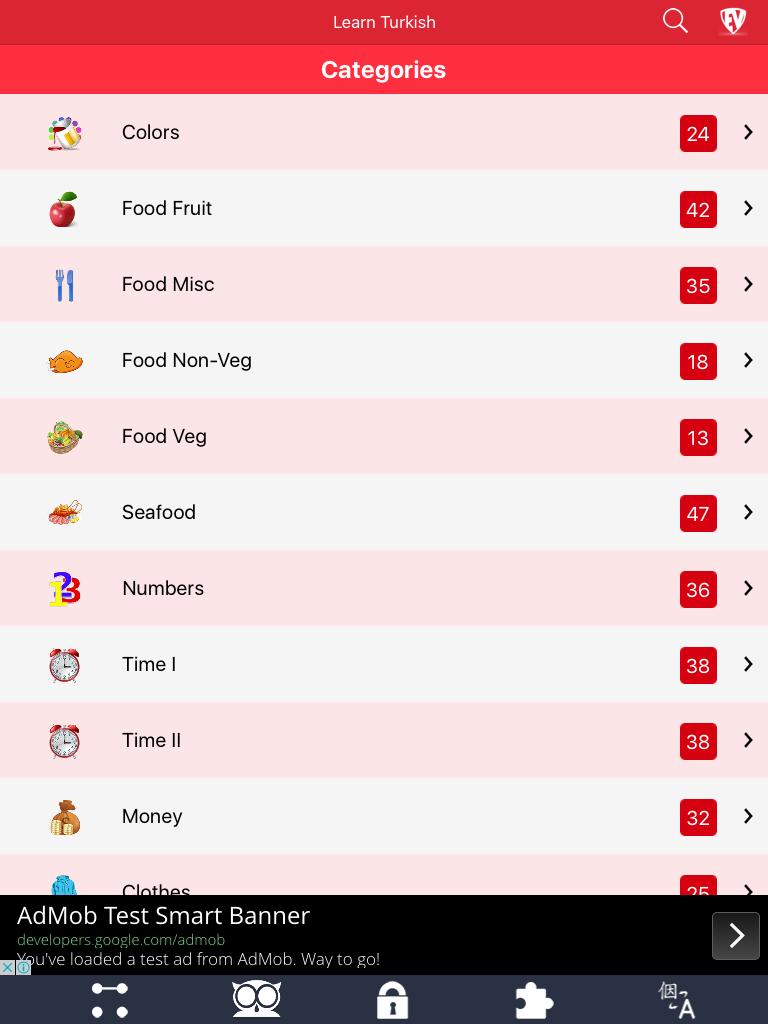 Learn Turkish
EV
Categories
Colors 24
Food Fruit 42
Food Misc 35
Food Non-Veg 18
Food Veg 13
Seafood 47
Numbers 36
Time I 38
Time II 38
Money 32
Clothes 25
AdMob Test Smart Banner
developers.google.com/admob
You've loaded a test ad from AdMob. Way to go!
個 A